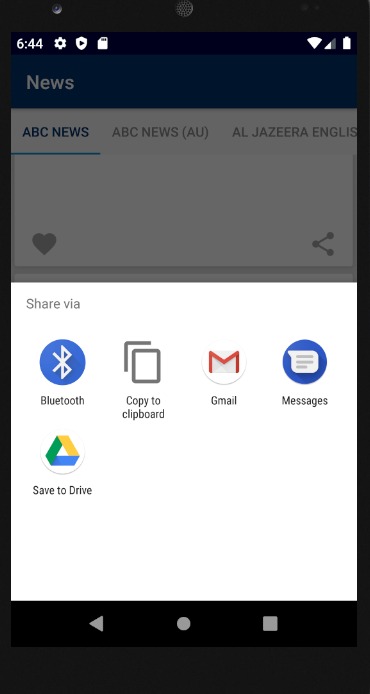 6:44
News
ABC NEWS ABC NEWS (AU) AL JAZEERA ENGLIS
Share via
Bluetooth
Copy to
clipboard
Gmail
Messages
Save to Drive